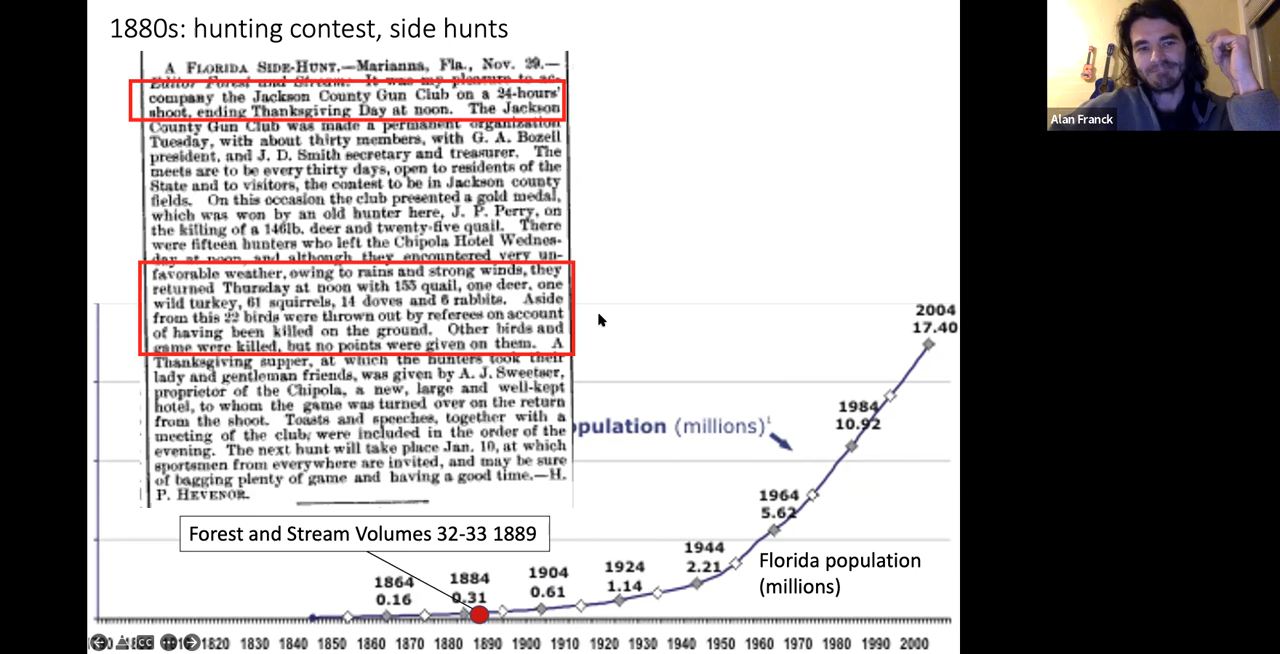 1880s: hunting contest, side hunts
A FLORIDA SIDE-HUNT.—Marianna, Fla., Nov. 29.—
Editor Forest and Stream: It was my pleasure to ac-
company the Jackson County Gun Club on a 24-hours'
shoot, ending Thanksgiving Day at noon. The Jackson
County Gun Club was made a permanent organization
Tuesday, with about thirty members, with G. A. Bozell
president, and J. D. Smith secretary and treasurer. The
meets are to be every thirty days, open to residents of the
State and to visitors, the contest to be in Jackson county
fields. On this occasion the club presented a gold medal,
which was won by an old hunter here, J. P. Perry, on
the killing of a 146lb. deer and twenty-five quail. There
were fifteen hunters who left the Chipola Hotel Wednes-
day at noon, and although they encountered very un-
favorable weather, owing to rains and strong winds, they
returned Thursday at noon with 155 quail, one deer, one
wild turkey, 61 squirrels, 14 doves and 6 rabbits. Aside
from this 22 birds were thrown out by referees on account
of having been killed on the ground. Other birds and
game were killed, but no points were given on them. A
Thanksgiving supper, at which the hunters took their
lady and gentleman friends, was given by A. J. Sweetser,
proprietor of the Chipola, a new, large and well-kept
hotel, to whom the game was turned over on the return
from the shoot. Toasts and speeches, together with a
meeting of the club, were included in the order of the
evening. The next hunt will take place Jan. 10, at which
sportsmen from everywhere are invited, and may be sure
of bagging plenty of game and having a good time.—H.
P. HEVENOR.
Alan Franck
pulation (millions)¹
2004
17.40
1984
10.92
1964
5.62
1944
2.21
1924
1.14
1904
0.61
1884
0.31
1864
0.16
Forest and Stream Volumes 32-33 1889
Florida population
(millions)
1820 1830 1840 1850 1860 1870 1880 1890 1900 1910 1920 1930 1940 1950 1960 1970 1980 1990 2000
CC